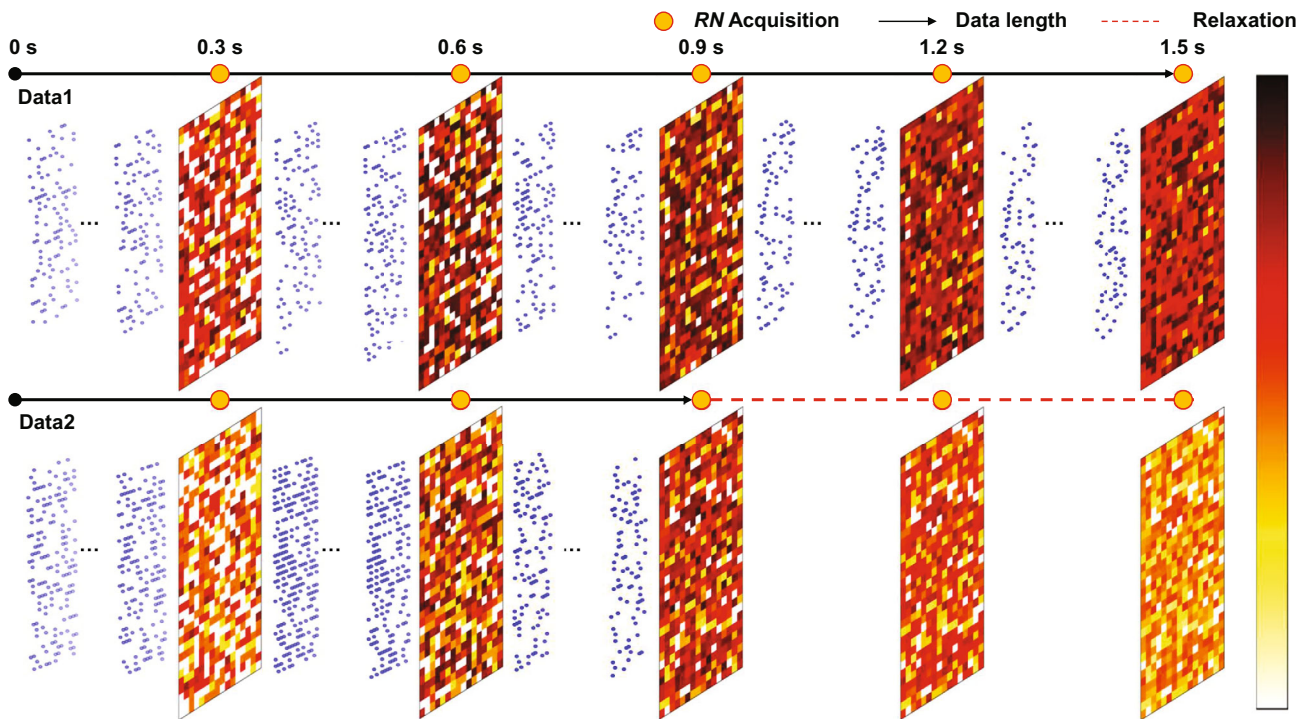 RN Acquisition Data length Relaxation
0 s 0.3 s 0.6 s 0.9 s 1.2 s 1.5 s
Data1
... ... ... ... ...
Data2
... ... ...